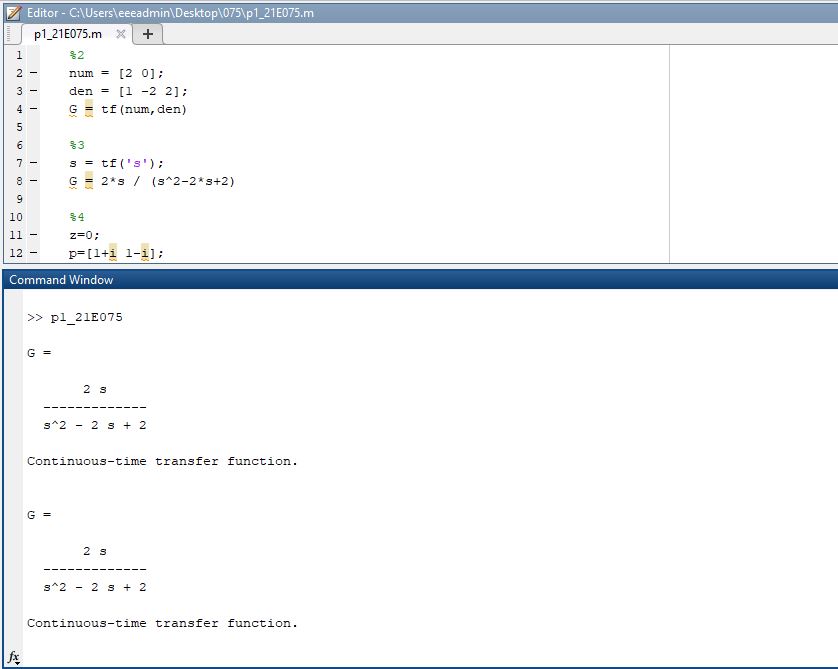 Editor - C:\Users\eeeadmin\Desktop\075\p1_21E075.m
p1_21E075.m
1 %2
2 - num = [2 0];
3 - den = [1 -2 2];
4 - G = tf(num,den)
5
6 %3
7 - s = tf('s');
8 - G = 2*s / (s^2-2*s+2)
9
10 %4
11 - z=0;
12 - p=[1+i 1-i];
Command Window
>> p1_21E075
G =
2 s
-------------
s^2 - 2 s + 2
Continuous-time transfer function.
G =
2 s
-------------
s^2 - 2 s + 2
Continuous-time transfer function.
fx